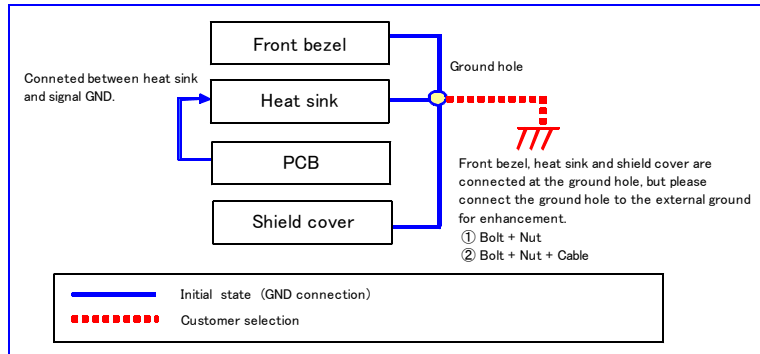 Front bezel
Ground hole
Conneted between heat sink
and signal GND.
Heat sink
PCB
Front bezel, heat sink and shield cover are
connected at the ground hole, but please
connect the ground hole to the external ground
for enhancement.
① Bolt + Nut
② Bolt + Nut + Cable
Shield cover
Initial state (GND connection)
Customer selection